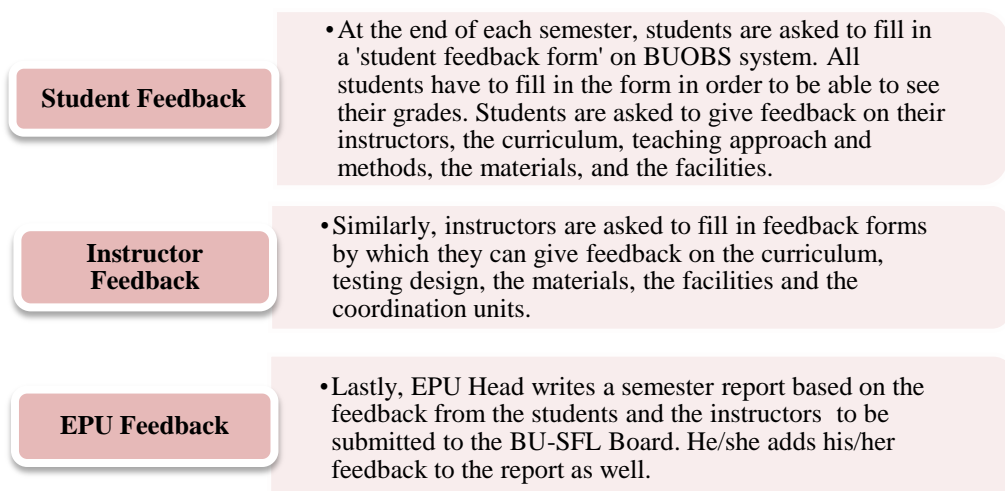 Student Feedback
•At the end of each semester, students are asked to fill in
a 'student feedback form' on BUOBS system. All
students have to fill in the form in order to be able to see
their grades. Students are asked to give feedback on their
instructors, the curriculum, teaching approach and
methods, the materials, and the facilities.
Instructor
Feedback
•Similarly, instructors are asked to fill in feedback forms
by which they can give feedback on the curriculum,
testing design, the materials, the facilities and the
coordination units.
EPU Feedback
•Lastly, EPU Head writes a semester report based on the
feedback from the students and the instructors to be
submitted to the BU-SFL Board. He/she adds his/her
feedback to the report as well.